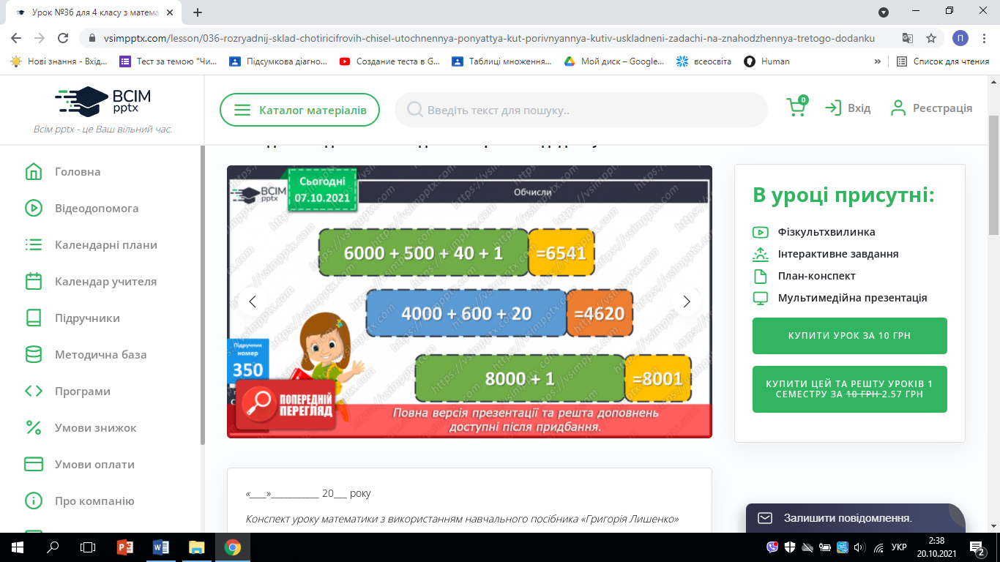 Урок №36 для 4 класу з матема
vsimpptx.com/lesson/036-rozryadnij-sklad-chotiricifrovih-chisel-utochnennya-ponyattya-kut-porivnyannya-kutiv-uskladneni-zadachi-na-znahodzhennya-tretogo-dodanku
П
Нові знання - Вхід...
Тест за темою "Чи...
Підсумкова діагно...
Создание теста в G...
Таблиці множення...
Мой диск – Google...
всеосвіта
Human
»
Список для чтения
ВСІМ
pptx
Всім pptx - це Ваш вільний час.
Каталог матеріалів
Введіть текст для пошуку..
0
Вхід
Реєстрація
Головна
Відеодопомога
Календарні плани
Календар учителя
Підручники
Методична база
Програми
Умови знижок
Умови оплати
Про компанію
ВСІМ
pptx
Сьогодні
07.10.2021
Обчисли
6000 + 500 + 40 + 1 =6541
4000 + 600 + 20 =4620
8000 + 1 =8001
Підручник
номер
350
ПОПЕРЕДНІЙ
ПЕРЕГЛЯД
Повна версія презентації та решта доповнень
доступні після придбання.
https://vsimpptx.com
В уроці присутні:
Фізкультхвилинка
Інтерактивне завдання
План-конспект
Мультимедійна презентація
КУПИТИ УРОК ЗА 10 ГРН
КУПИТИ ЦЕЙ ТА РЕШТУ УРОКІВ 1
СЕМЕСТРУ ЗА 10 ГРН 2.57 ГРН
«____»___________ 20___ року
Конспект уроку математики з використанням навчального посібника «Григорія Лишенко»
Залишити повідомлення.
УКР
2:38
20.10.2021
2